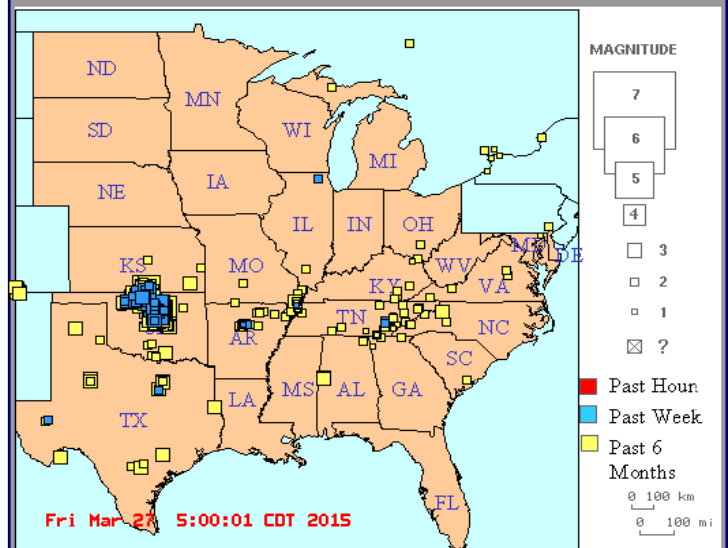 MAGNITUDE
7
6
5
4
3
2
1
?
Past Hour
Past Week
Past 6
Months
0 100 km
0 100 mi
ND
MN
SD
WI
MI
NE
IA
IL
IN
OH
KS
MO
KY
WV
VA
DE
TN
NC
AR
SC
MS
AL
GA
LA
TX
FL
Fri Mar 27 5:00:01 CDT 2015